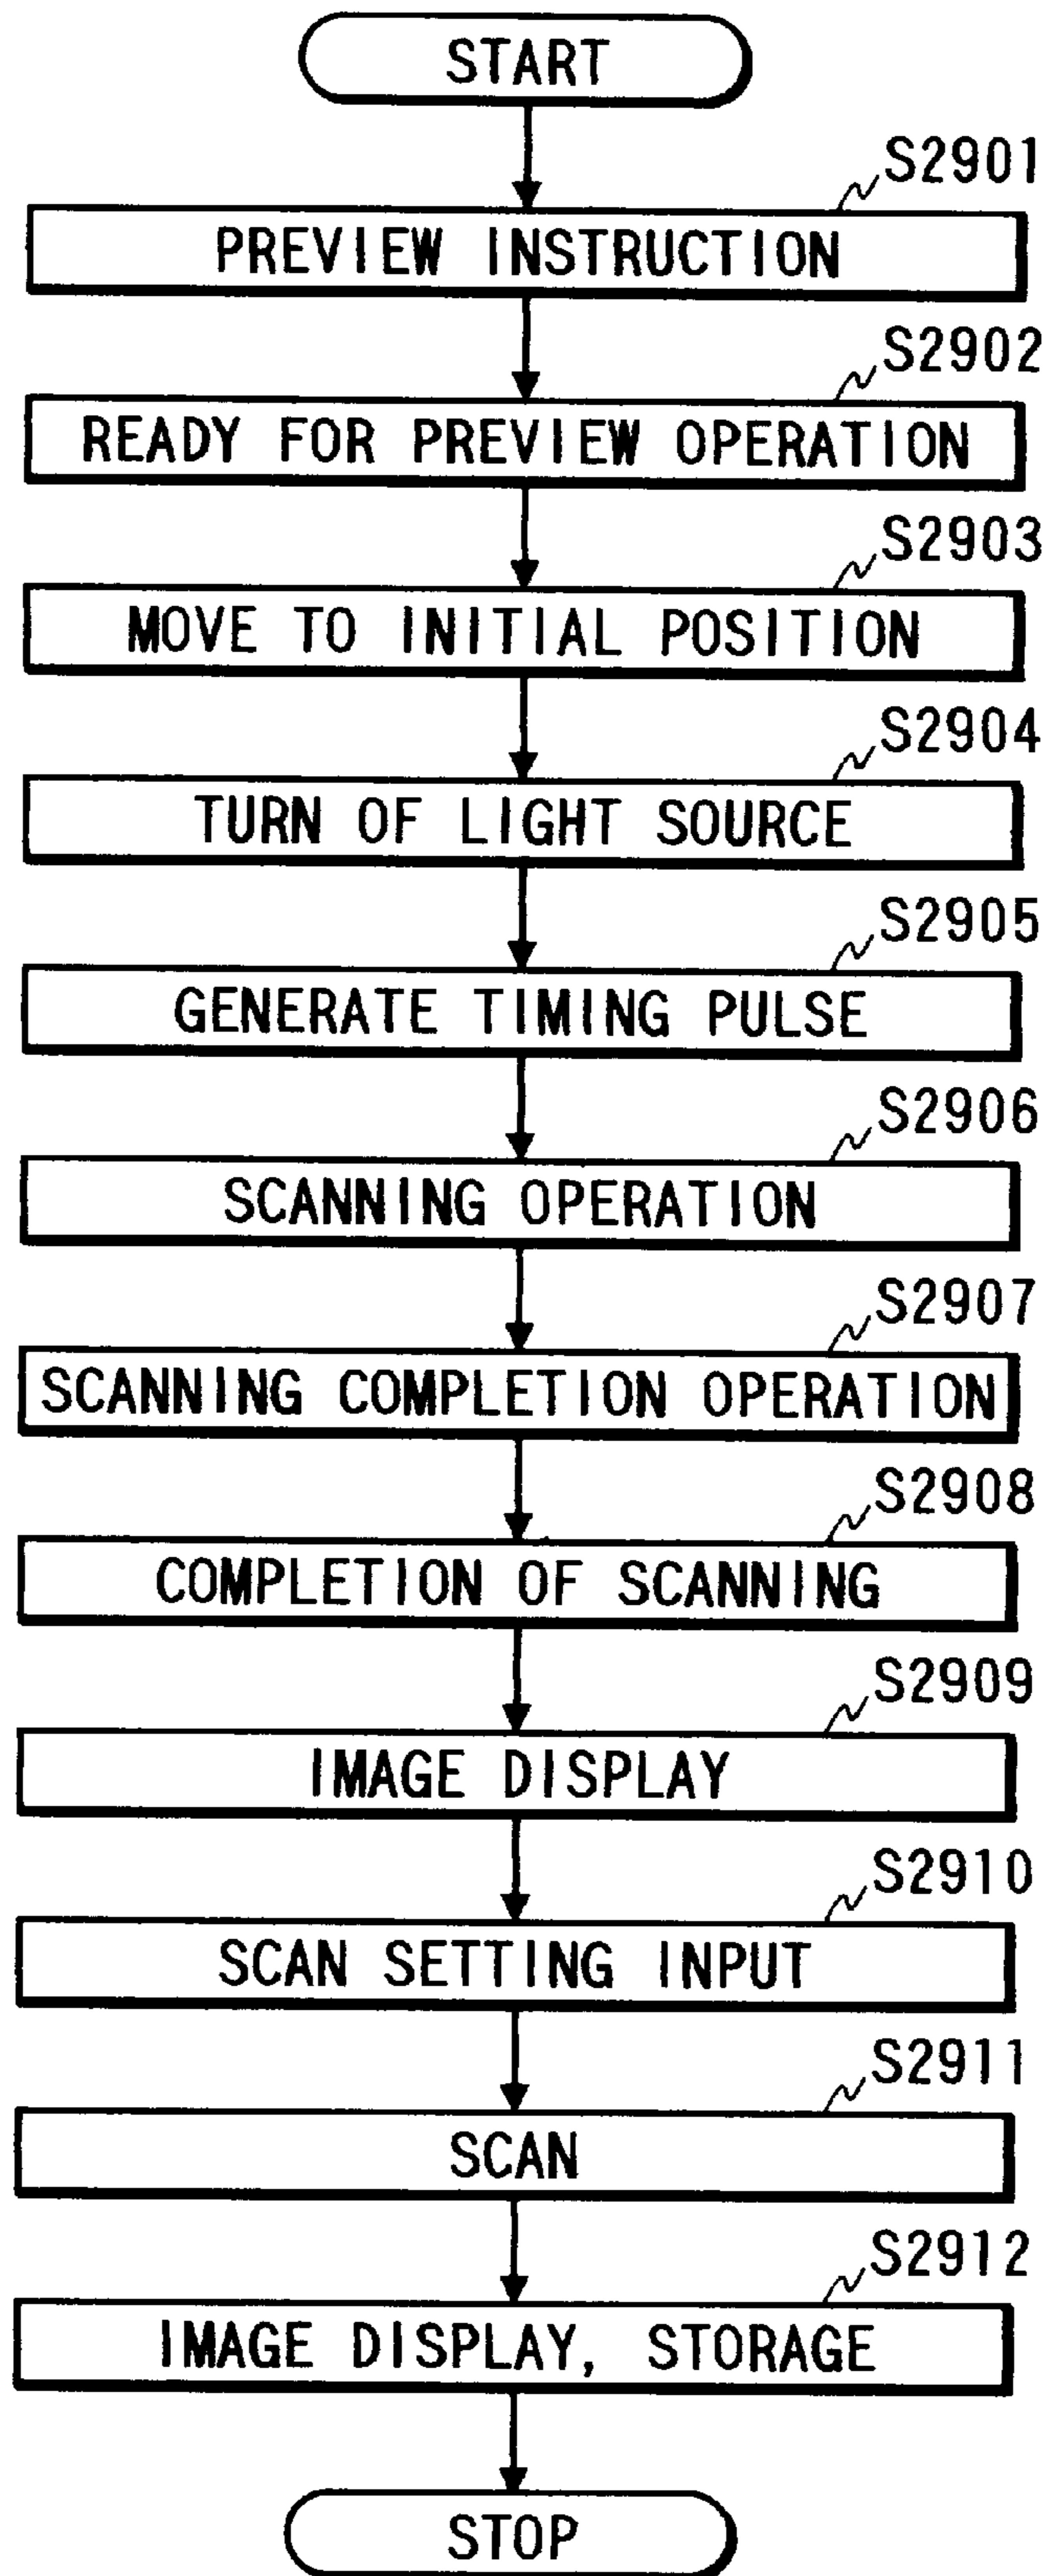 START
S2901
PREVIEW INSTRUCTION
S2902
READY FOR PREVIEW OPERATION
S2903
MOVE TO INITIAL POSITION
S2904
TURN OF LIGHT SOURCE
S2905
GENERATE TIMING PULSE
S2906
SCANNING OPERATION
S2907
SCANNING COMPLETION OPERATION
S2908
COMPLETION OF SCANNING
S2909
IMAGE DISPLAY
S2910
SCAN SETTING INPUT
S2911
SCAN
S2912
IMAGE DISPLAY, STORAGE
STOP